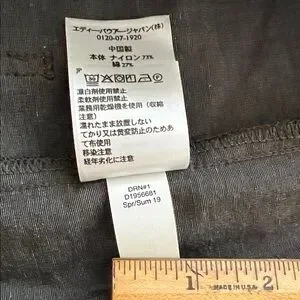 エディー・バウアー・ジャパン(株)
0120-07-1920
中国製
本体 ナイロン 73%
綿 27%
漂白剤使用禁止
柔軟剤使用禁止
業務用乾燥機を使用（収縮
注意）
濡れたまま放置しない
てかり又は黄変防止のためあ
て布使用
移染注意
経年劣化に注意
DRN#1
D1956681
Spr/Sum 19
1
MADE IN U.S.A.
2